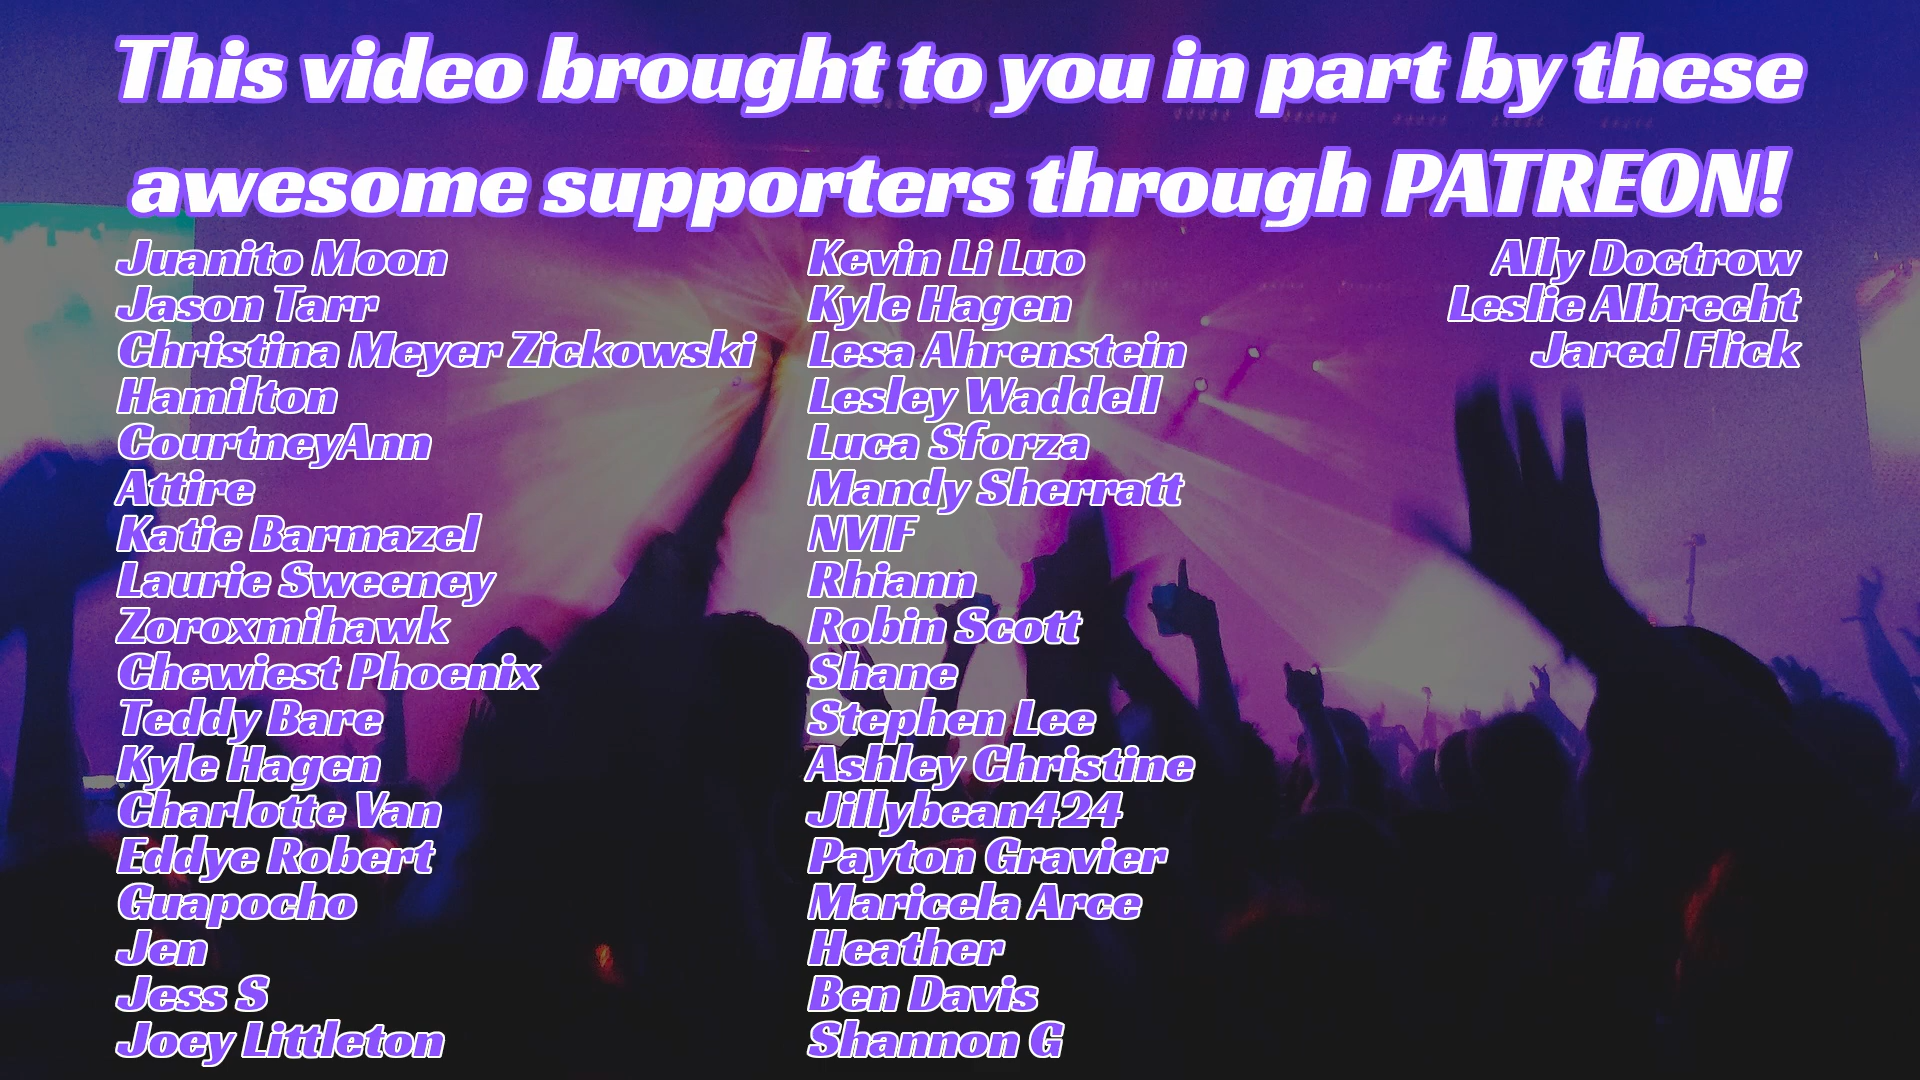 This video brought to you in part by these
awesome supporters through PATREON!
Juanito Moon
Jason Tarr
Christina Meyer Zickowski
Hamilton
CourtneyAnn
Attire
Katie Barmazel
Laurie Sweeney
Zoroxmihawk
Chewiest Phoenix
Teddy Bare
Kyle Hagen
Charlotte Van
Eddye Robert
Guapocho
Jen
Jess S
Joey Littleton
Kevin Li Luo
Kyle Hagen
Lesa Ahrenstein
Lesley Waddell
Luca Sforza
Mandy Sherratt
NVIF
Rhiann
Robin Scott
Shane
Stephen Lee
Ashley Christine
Jillybean424
Payton Gravier
Maricela Arce
Heather
Ben Davis
Shannon G
Ally Doctrow
Leslie Albrecht
Jared Flick